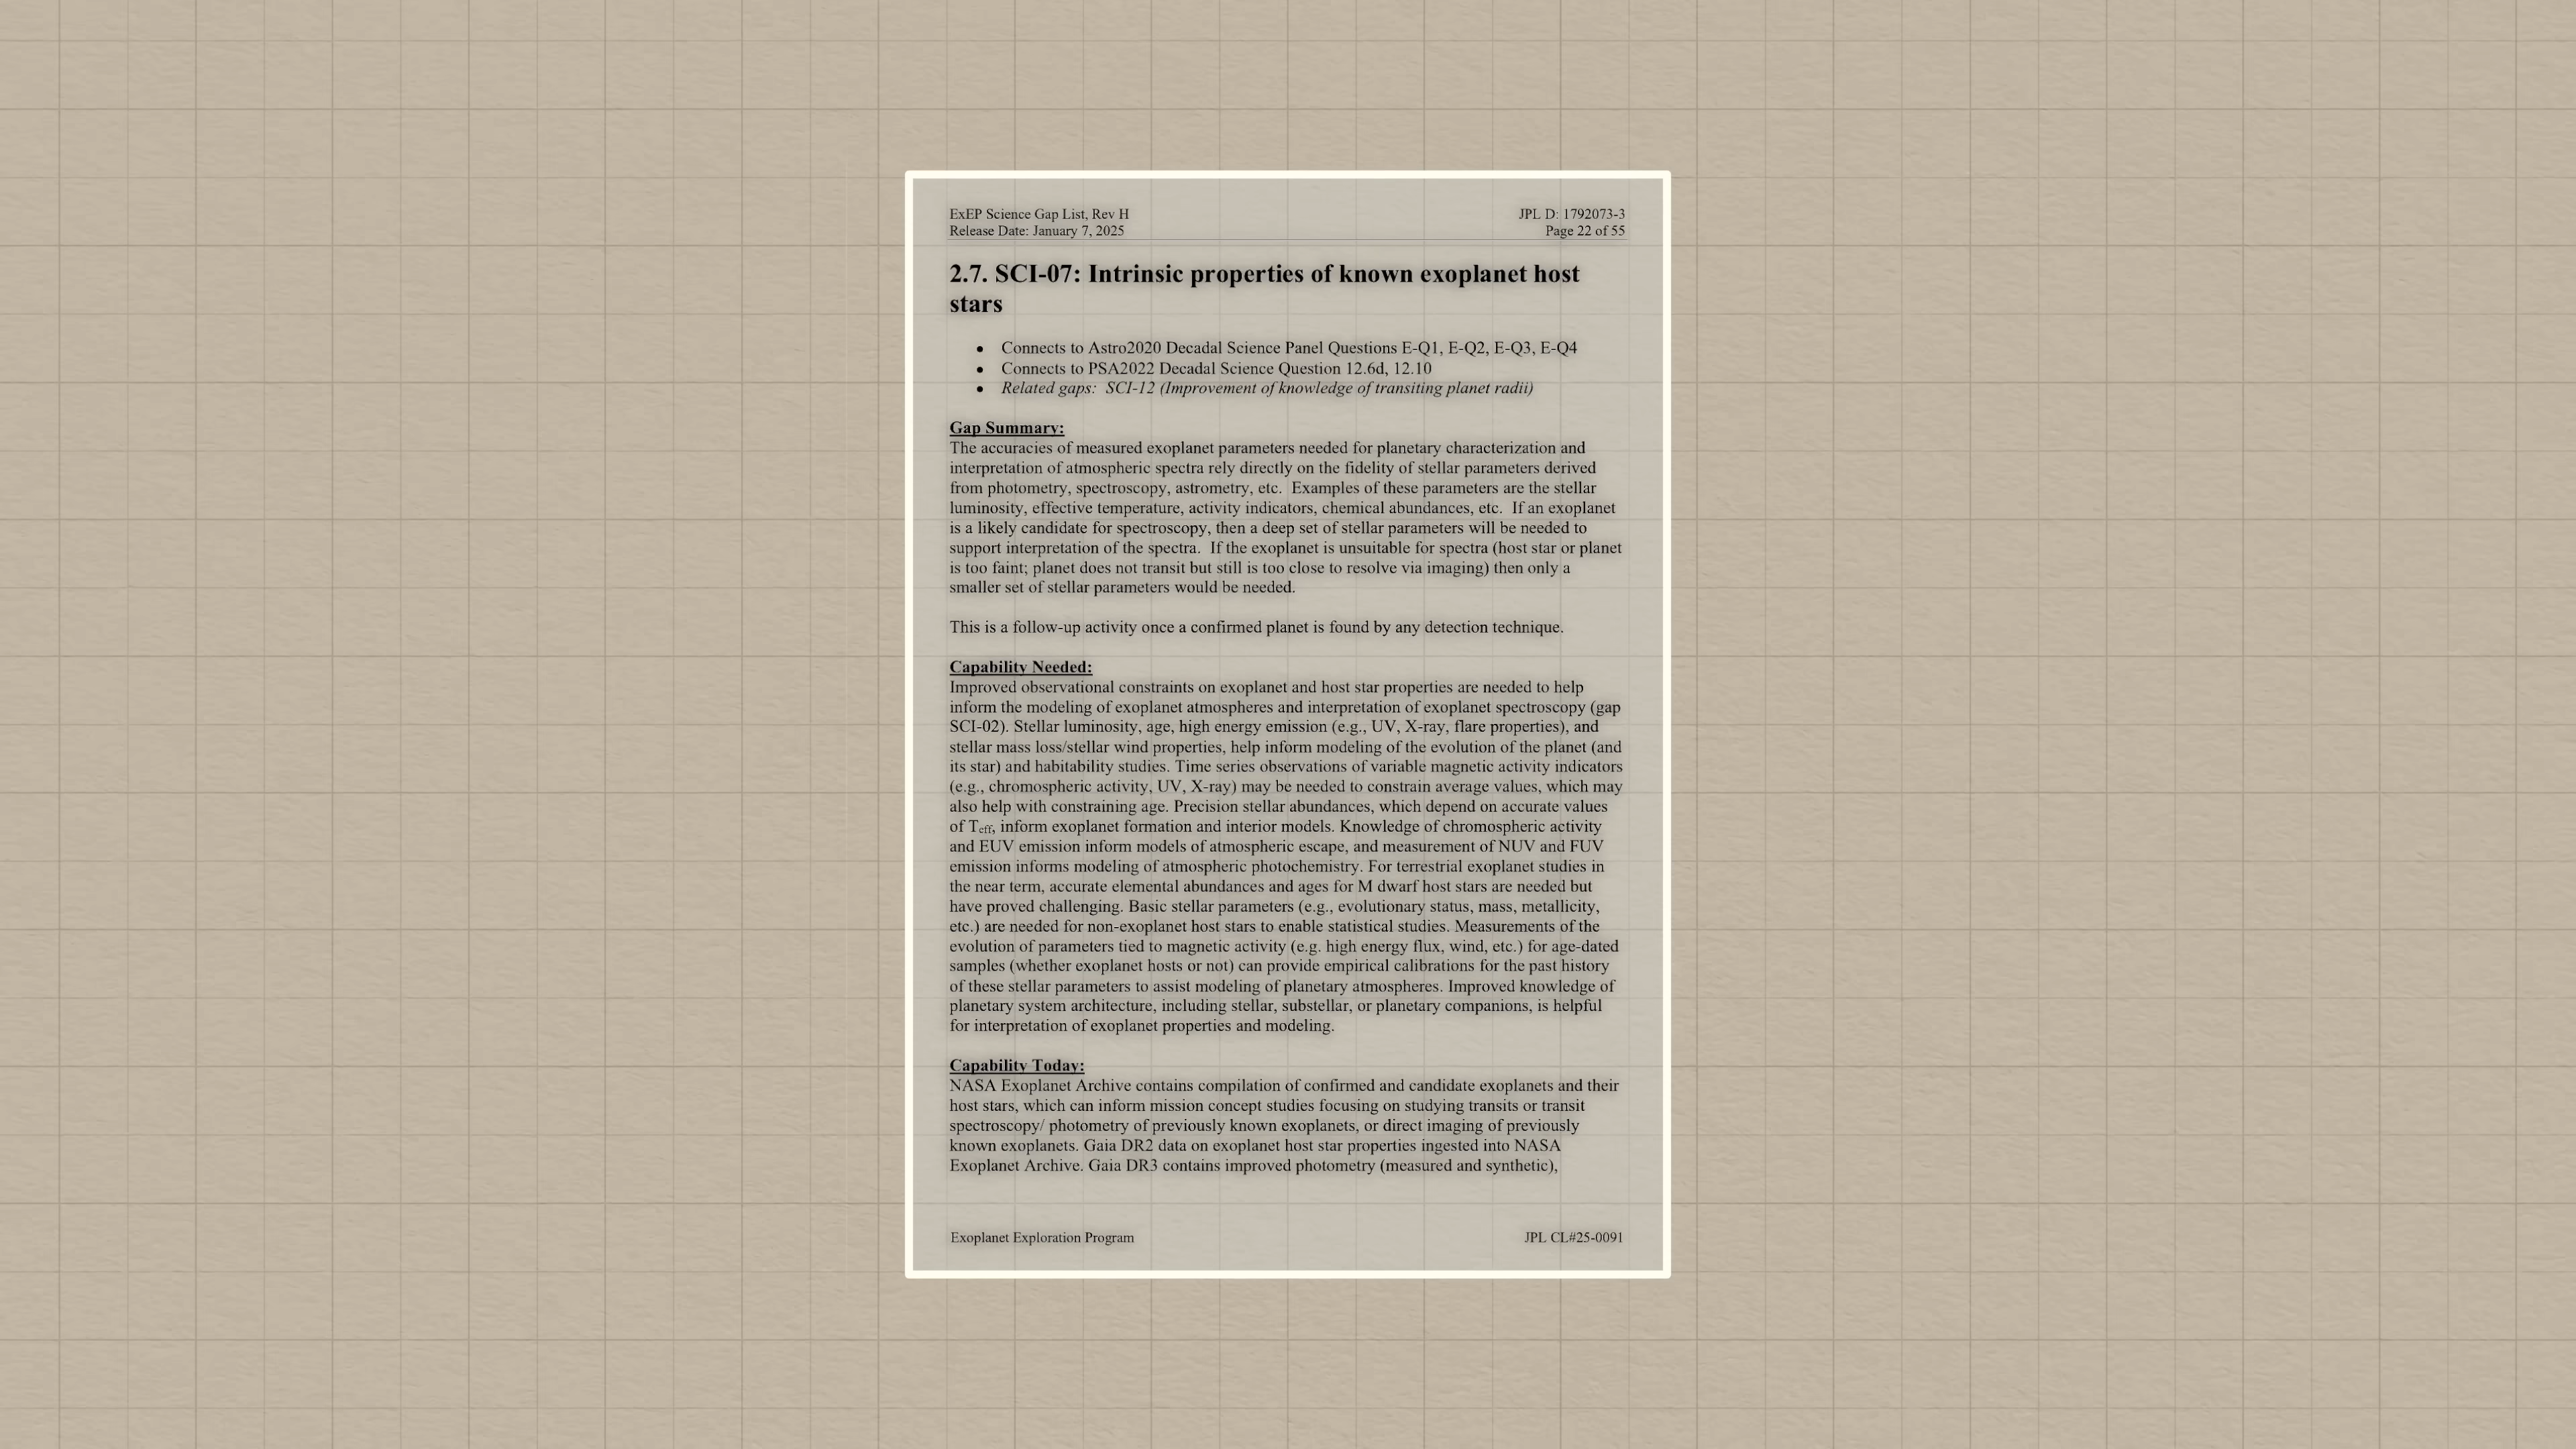 ExEP Science Gap List, Rev H
JPL D: 1792073-3
Release Date: January 7, 2025
Page 22 of 55
2.7. SCI-07: Intrinsic properties of known exoplanet host
stars
• Connects to Astro2020 Decadal Science Panel Questions E-Q1, E-Q2, E-Q3, E-Q4
• Connects to PSA2022 Decadal Science Question 12.6d, 12.10
• Related gaps: SCI-12 (Improvement of knowledge of transiting planet radii)
Gap Summary:
The accuracies of measured exoplanet parameters needed for planetary characterization and
interpretation of atmospheric spectra rely directly on the fidelity of stellar parameters derived
from photometry, spectroscopy, astrometry, etc. Examples of these parameters are the stellar
luminosity, effective temperature, activity indicators, chemical abundances, etc. If an exoplanet
is a likely candidate for spectroscopy, then a deep set of stellar parameters will be needed to
support interpretation of the spectra. If the exoplanet is unsuitable for spectra (host star or planet
is too faint; planet does not transit but still is too close to resolve via imaging) then only a
smaller set of stellar parameters would be needed.
This is a follow-up activity once a confirmed planet is found by any detection technique.
Capability Needed:
Improved observational constraints on exoplanet and host star properties are needed to help
inform the modeling of exoplanet atmospheres and interpretation of exoplanet spectroscopy (gap
SCI-02). Stellar luminosity, age, high energy emission (e.g., UV, X-ray, flare properties), and
stellar mass loss/stellar wind properties, help inform modeling of the evolution of the planet (and
its star) and habitability studies. Time series observations of variable magnetic activity indicators
(e.g., chromospheric activity, UV, X-ray) may be needed to constrain average values, which may
also help with constraining age. Precision stellar abundances, which depend on accurate values
of Teff, inform exoplanet formation and interior models. Knowledge of chromospheric activity
and EUV emission inform models of atmospheric escape, and measurement of NUV and FUV
emission informs modeling of atmospheric photochemistry. For terrestrial exoplanet studies in
the near term, accurate elemental abundances and ages for M dwarf host stars are needed but
have proved challenging. Basic stellar parameters (e.g., evolutionary status, mass, metallicity,
etc.) are needed for non-exoplanet host stars to enable statistical studies. Measurements of the
evolution of parameters tied to magnetic activity (e.g. high energy flux, wind, etc.) for age-dated
samples (whether exoplanet hosts or not) can provide empirical calibrations for the past history
of these stellar parameters to assist modeling of planetary atmospheres. Improved knowledge of
planetary system architecture, including stellar, substellar, or planetary companions, is helpful
for interpretation of exoplanet properties and modeling.
Capability Today:
NASA Exoplanet Archive contains compilation of confirmed and candidate exoplanets and their
host stars, which can inform mission concept studies focusing on studying transits or transit
spectroscopy/ photometry of previously known exoplanets, or direct imaging of previously
known exoplanets. Gaia DR2 data on exoplanet host star properties ingested into NASA
Exoplanet Archive. Gaia DR3 contains improved photometry (measured and synthetic),
Exoplanet Exploration Program
JPL CL#25-0091